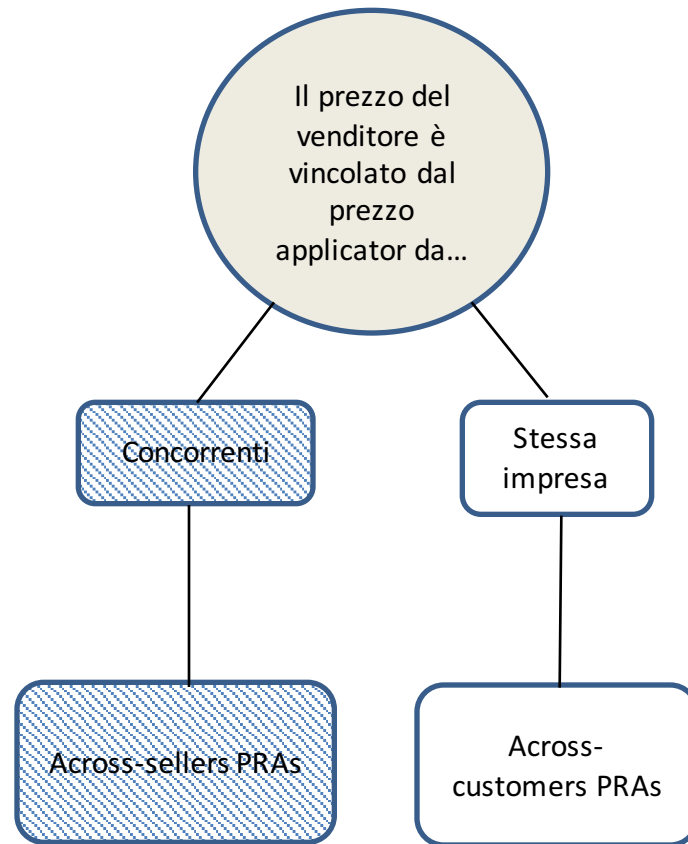 Il prezzo del
venditore è
vincolato dal
prezzo
applicator da…
Concorrenti
Stessa
impresa
Across-sellers PRAs
Across-
customers PRAs